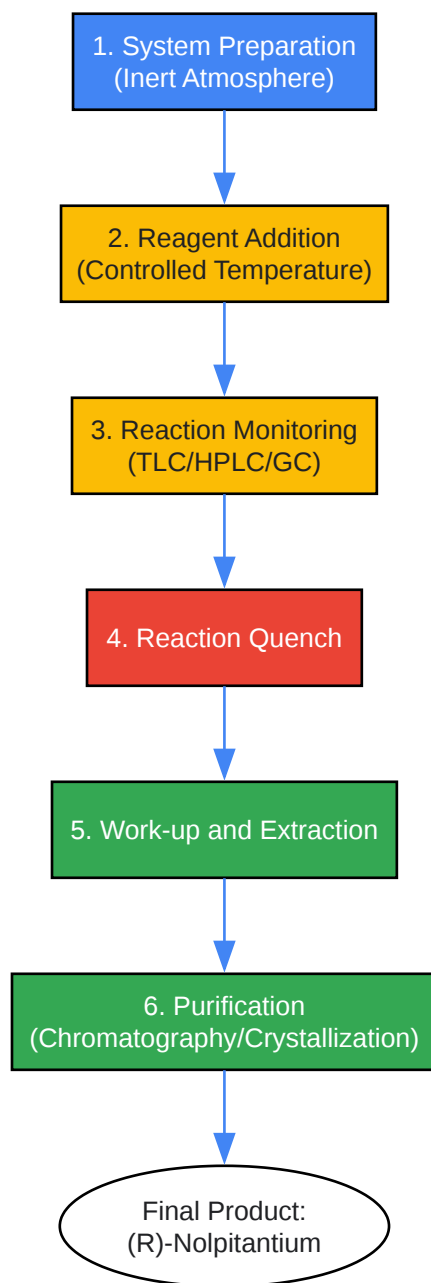 1. System Preparation
(Inert Atmosphere)
2. Reagent Addition
(Controlled Temperature)
3. Reaction Monitoring
(TLC/HPLC/GC)
4. Reaction Quench
5. Work-up and Extraction
6. Purification
(Chromatography/Crystallization)
Final Product:
(R)-Nolpitantium